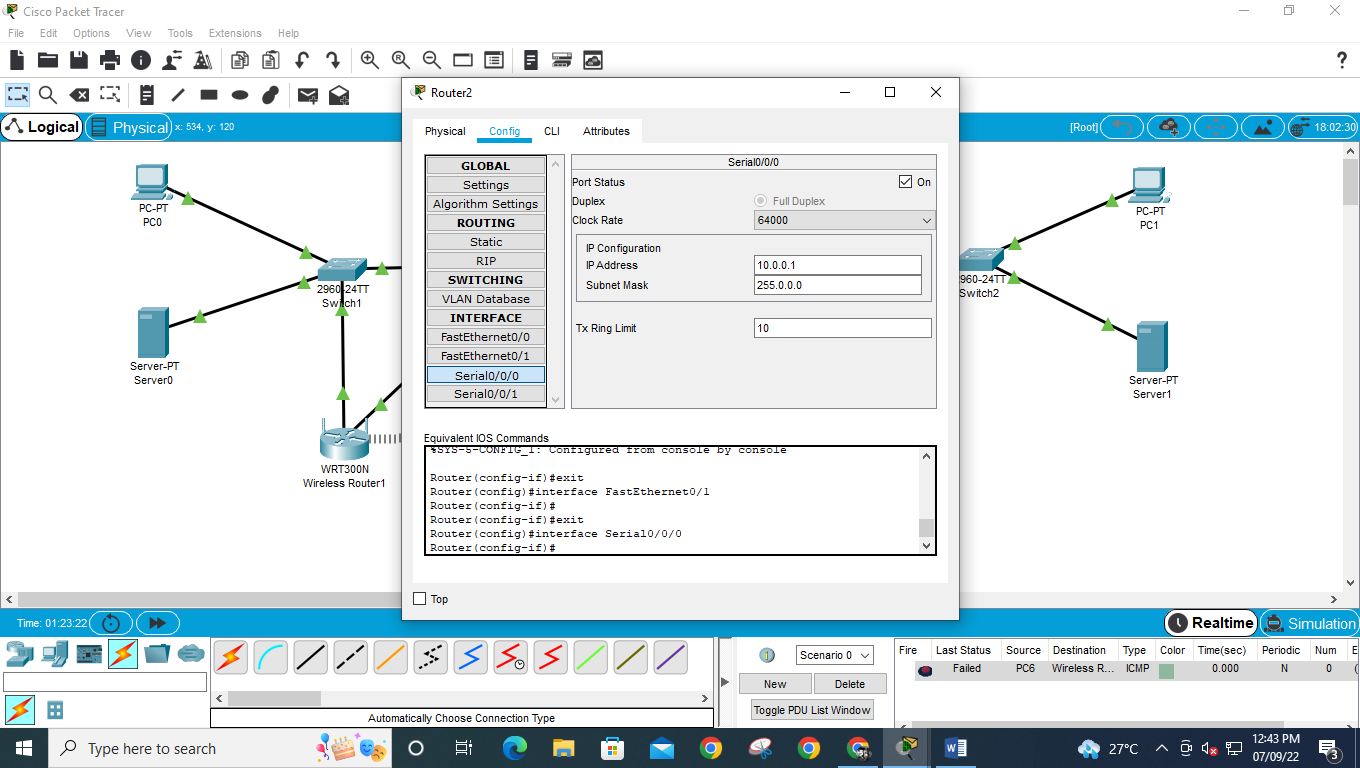 Cisco Packet Tracer
File Edit Options View Tools Extensions Help
Logical
Physical
x: 534, y: 120
[Root]
18:02:30
PC-PT
PC0
2960-24TT
Switch1
Server-PT
Server0
WRT300N
Wireless Router1
Router2
Physical Config CLI Attributes
GLOBAL
Settings
Algorithm Settings
ROUTING
Static
RIP
SWITCHING
VLAN Database
INTERFACE
FastEthernet0/0
FastEthernet0/1
Serial0/0/0
Serial0/0/1
Serial0/0/0
Port Status On
Duplex Full Duplex
Clock Rate 64000
IP Configuration
IP Address 10.0.0.1
Subnet Mask 255.0.0.0
Tx Ring Limit 10
Equivalent IOS Commands
%SYS-5-CONFIG_I: Configured from console by console
Router(config-if)#exit
Router(config)#interface FastEthernet0/1
Router(config-if)#
Router(config-if)#exit
Router(config)#interface Serial0/0/0
Router(config-if)#
Top
PC-PT
PC1
960-24TT
Switch2
Server-PT
Server1
Time: 01:23:22
Realtime
Simulation
Automatically Choose Connection Type
Scenario 0
New Delete
Toggle PDU List Window
Fire Last Status Source Destination Type Color Time(sec) Periodic Num E
Failed PC6 Wireless R... ICMP 0.000 N 0 (
Type here to search
27°C
12:43 PM
07/09/22
3